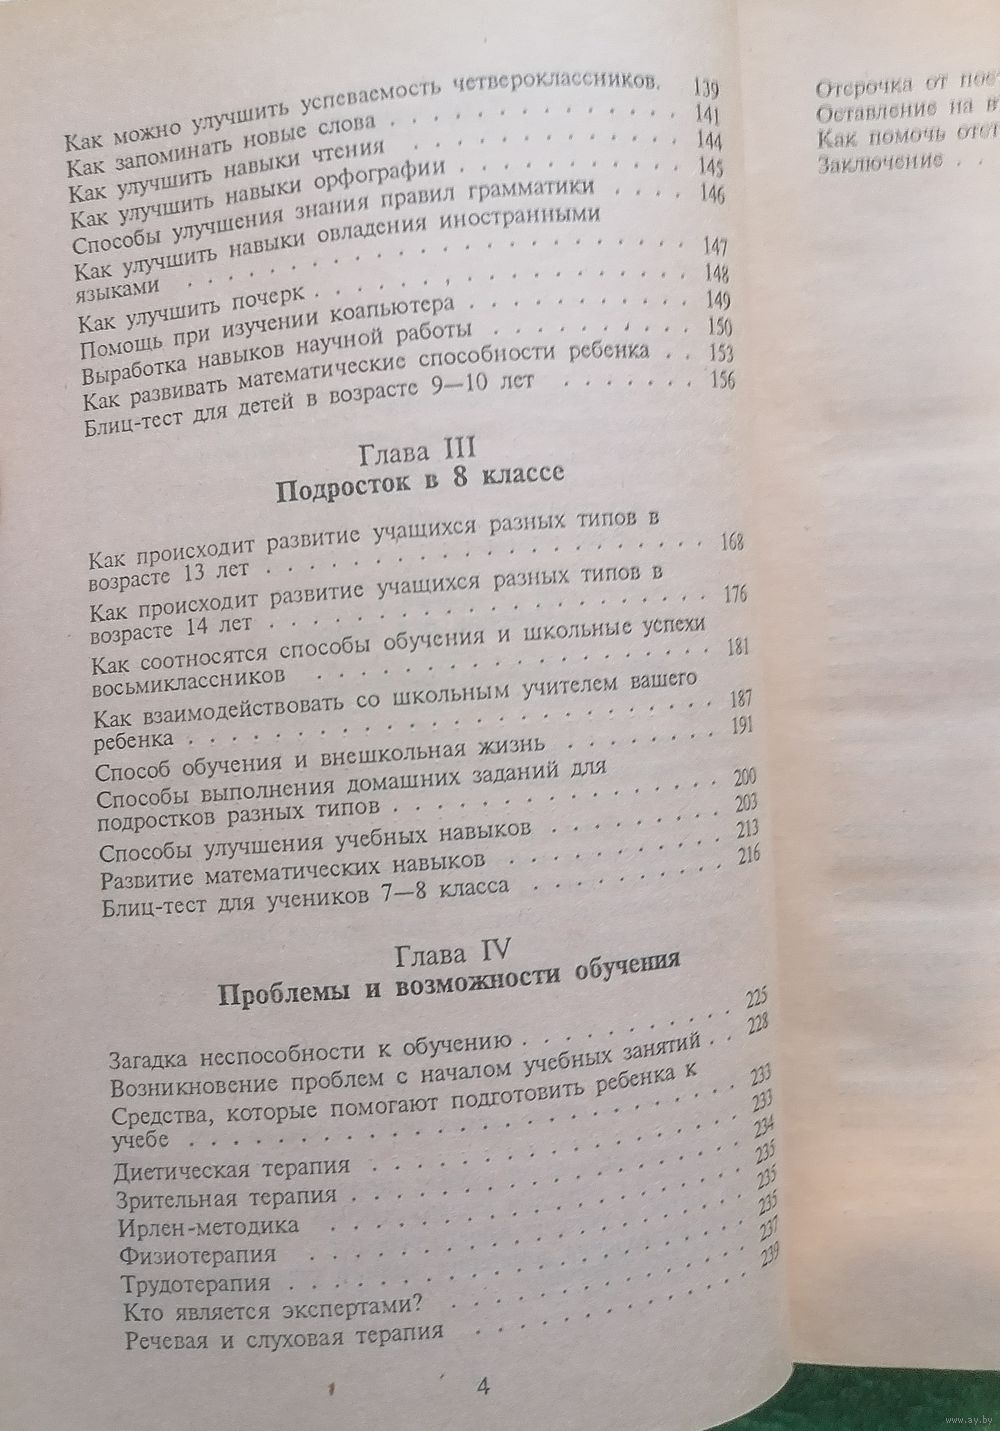 Как можно улучшить успеваемость четвероклассников. 139
Как запоминать новые слова . . . . . . . . . . . . . 141
Как улучшить навыки чтения . . . . . . . . . . . . 144
Как улучшить навыки орфографии . . . . . . . . . . 145
Способы улучшения знания правил грамматики . . . . 146
Как улучшить навыки овладения иностранными
языками . . . . . . . . . . . . . . . . . . . . . 147
Как улучшить почерк . . . . . . . . . . . . . . . . 148
Помощь при изучении коапьютера . . . . . . . . . . 149
Выработка навыков научной работы . . . . . . . . . 150
Как развивать математические способности ребенка . . 153
Блиц-тест для детей в возрасте 9—10 лет . . . . . . 156
Глава III
Подросток в 8 классе
Как происходит развитие учащихся разных типов в
возрасте 13 лет . . . . . . . . . . . . . . . . . . 168
Как происходит развитие учащихся разных типов в
возрасте 14 лет . . . . . . . . . . . . . . . . . . 176
Как соотносятся способы обучения и школьные успехи
восьмиклассников . . . . . . . . . . . . . . . . 181
Как взаимодействовать со школьным учителем вашего
ребенка . . . . . . . . . . . . . . . . . . . . . 187
Способ обучения и внешкольная жизнь . . . . . . . 191
Способы выполнения домашних заданий для
подростков разных типов . . . . . . . . . . . . . 200
Способы улучшения учебных навыков . . . . . . . . 203
Развитие математических навыков . . . . . . . . . . 213
Блиц-тест для учеников 7—8 класса . . . . . . . . . 216
Глава IV
Проблемы и возможности обучения
Загадка неспособности к обучению . . . . . . . . . 225
Возникновение проблем с началом учебных занятий . . 228
Средства, которые помогают подготовить ребенка к
учебе . . . . . . . . . . . . . . . . . . . . . . 233
Диетическая терапия . . . . . . . . . . . . . . . 233
Зрительная терапия . . . . . . . . . . . . . . . . 234
Ирлен-методика . . . . . . . . . . . . . . . . . 235
Физиотерапия . . . . . . . . . . . . . . . . . . 235
Трудотерапия . . . . . . . . . . . . . . . . . . . 235
Кто является экспертами? . . . . . . . . . . . . . 237
Речевая и слуховая терапия . . . . . . . . . . . . 239
4
Отсрочка от
Оставление на
Как помочь
Заключение . .
www.ay.by